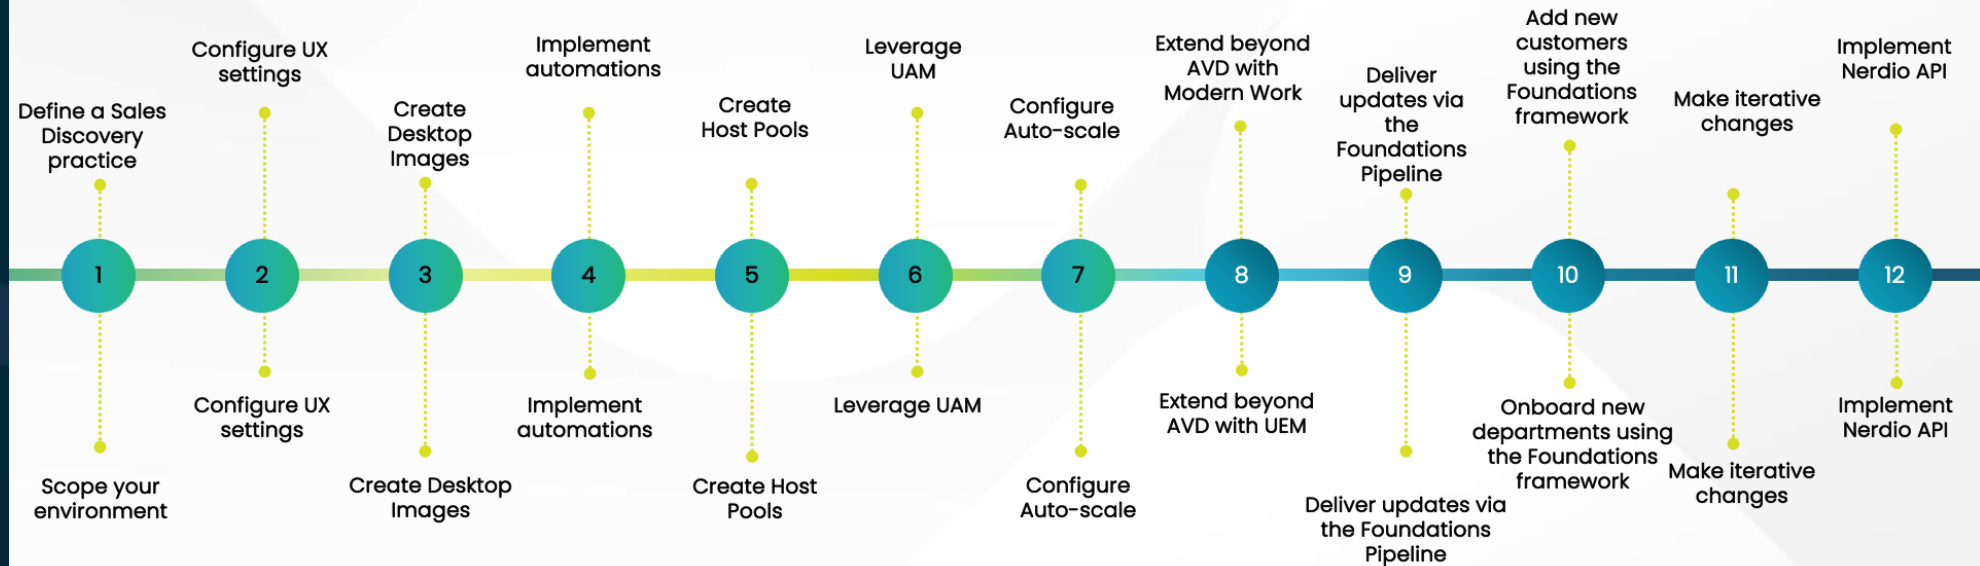 Define a Sales
Discovery
practice
Configure UX
settings
Create
Desktop
Images
Implement
automations
Create
Host Pools
Leverage
UAM
Configure
Auto-scale
Extend beyond
AVD with
Modern Work
Deliver
updates via
the
Foundations
Pipeline
Add new
customers
using the
Foundations
framework
Make iterative
changes
Implement
Nerdio API
1
2
3
4
5
6
7
8
9
10
11
12
Scope your
environment
Configure UX
settings
Create Desktop
Images
Implement
automations
Create Host
Pools
Leverage UAM
Configure
Auto-scale
Extend beyond
AVD with UEM
Deliver updates via
the Foundations
Pipeline
Onboard new
departments using
the Foundations
framework
Make iterative
changes
Implement
Nerdio API